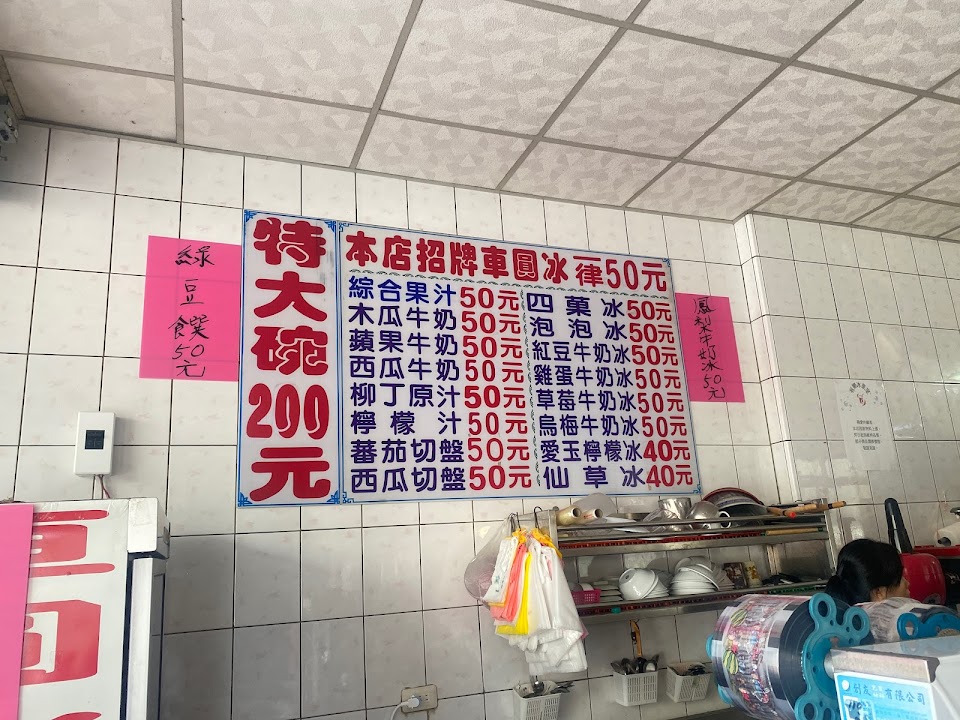 綠
豆
饌
50
元
特
大
碗
200
元
本店招牌車圓冰一律50元
綜合果汁50元
木瓜牛奶50元
蘋果牛奶50元
西瓜牛奶50元
柳丁原汁50元
檸檬汁50元
蕃茄切盤50元
西瓜切盤50元
四菓冰50元
泡泡冰50元
紅豆牛奶冰50元
雞蛋牛奶冰50元
草莓牛奶冰50元
烏梅牛奶冰50元
愛玉檸檬冰40元
仙草冰40元
鳳梨牛奶冰50元
有限公司